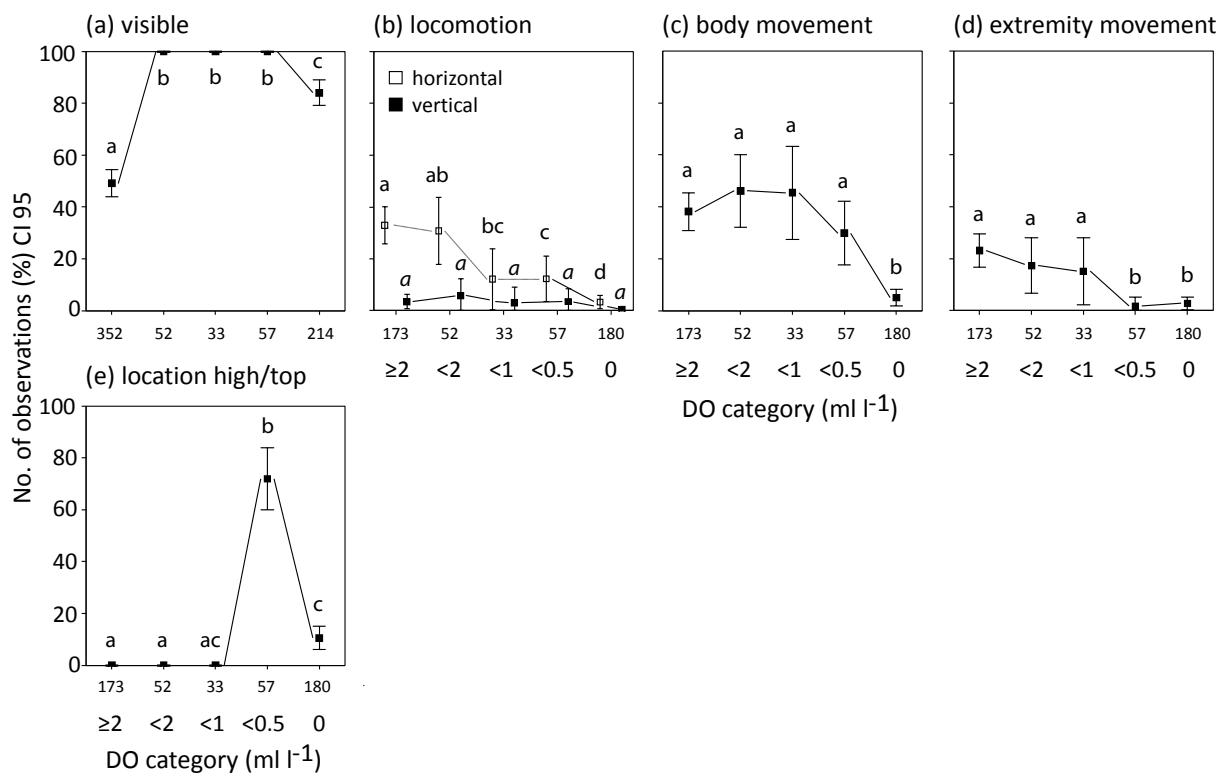 (a) visible
(b) locomotion
(c) body movement
(d) extremity movement
No. of observations (%) CI 95
100
80
60
40
20
0
a
b
b
b
c
352
52
33
57
214
horizontal
vertical
a
ab
bc
c
d
a
a
a
a
a
173
52
33
57
180
≥2
<2
<1
<0.5
0
a
a
a
a
b
173
52
33
57
180
≥2
<2
<1
<0.5
0
DO category (ml l-1)
a
a
a
b
b
173
52
33
57
180
≥2
<2
<1
<0.5
0
(e) location high/top
100
80
60
40
20
0
a
a
ac
b
c
173
52
33
57
180
≥2
<2
<1
<0.5
0
DO category (ml l-1)